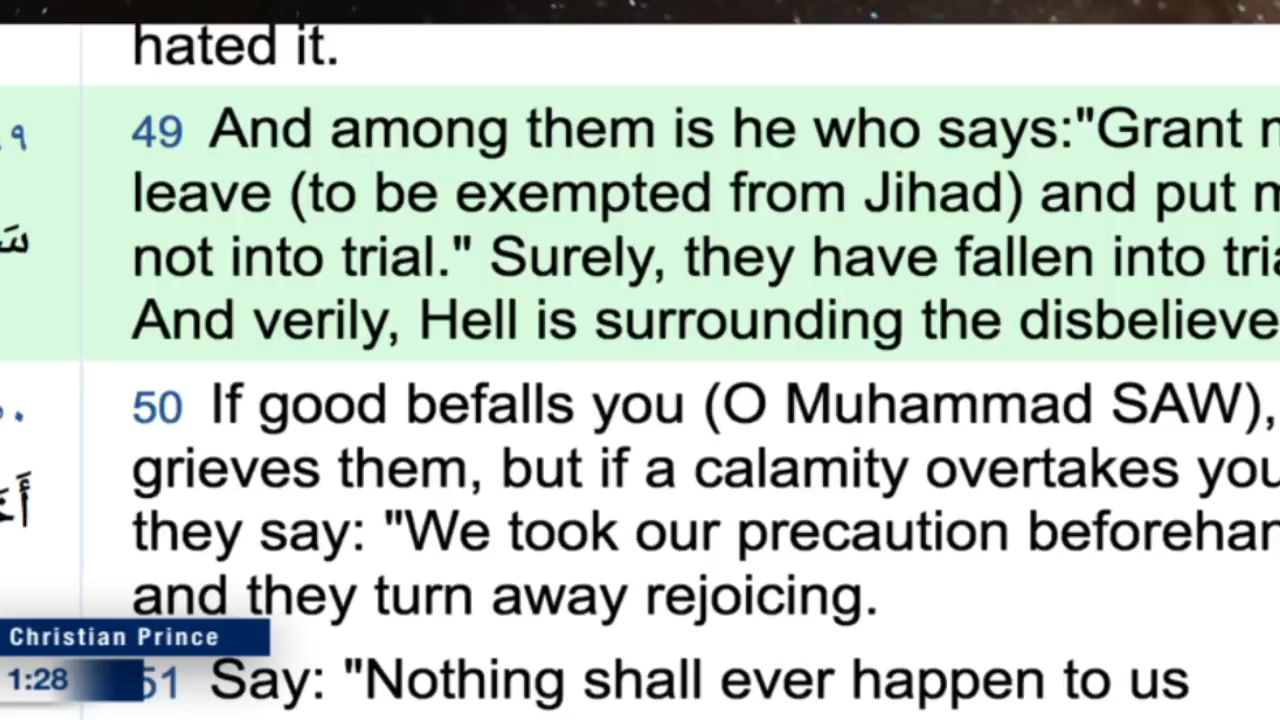 hated it.
49 And among them is he who says:"Grant
leave (to be exempted from Jihad) and put
not into trial." Surely, they have fallen into
And verily, Hell is surrounding the
50 If good befalls you (O Muhammad SAW),
grieves them, but if a calamity overtakes you
they say: "We took our precaution
and they turn away rejoicing.
Christian Prince
1:28
51 Say: "Nothing shall ever happen to us